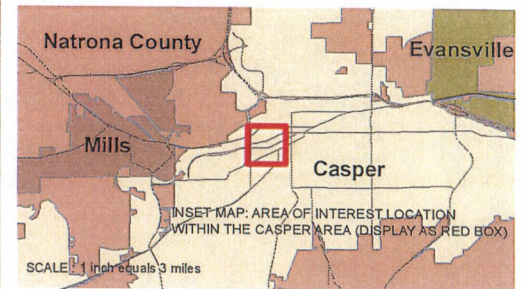 Natrona County
Evansville
Mills
Casper
INSET MAP: AREA OF INTEREST LOCATION
WITHIN THE CASPER AREA (DISPLAY AS RED BOX)
SCALE: 1 inch equals 3 miles